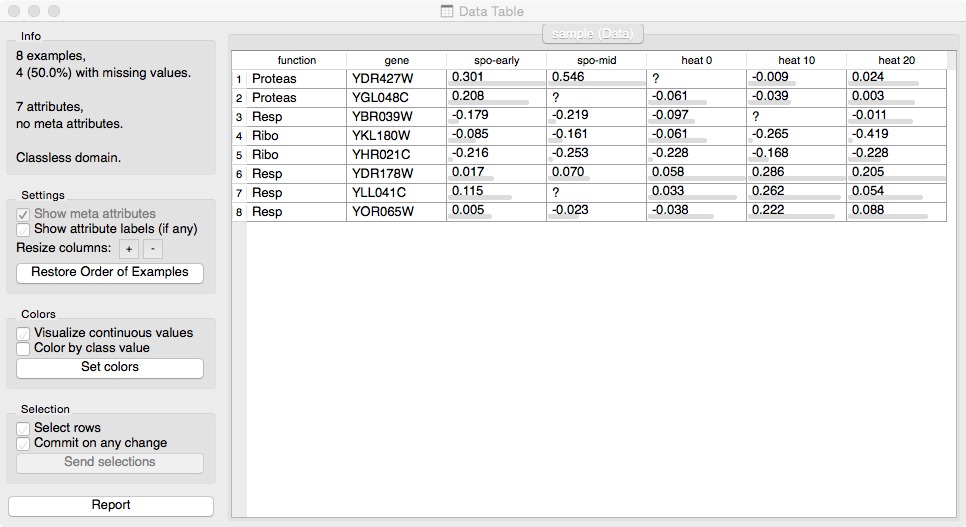 Data Table
Info
8 examples,
4 (50.0%) with missing values.
7 attributes,
no meta attributes.
Classless domain.
Settings
Show meta attributes
Show attribute labels (if any)
Resize columns: + -
Restore Order of Examples
Colors
Visualize continuous values
Color by class value
Set colors
Selection
Select rows
Commit on any change
Send selections
Report
sample (Data)
function gene spo-early spo-mid heat 0 heat 10 heat 20
1 Proteas YDR427W 0.301 0.546 ? -0.009 0.024
2 Proteas YGL048C 0.208 ? -0.061 -0.039 0.003
3 Resp YBR039W -0.179 -0.219 -0.097 ? -0.011
4 Ribo YKL180W -0.085 -0.161 -0.061 -0.265 -0.419
5 Ribo YHR021C -0.216 -0.253 -0.228 -0.168 -0.228
6 Resp YDR178W 0.017 0.070 0.058 0.286 0.205
7 Resp YLL041C 0.115 ? 0.033 0.262 0.054
8 Resp YOR065W 0.005 -0.023 -0.038 0.222 0.088